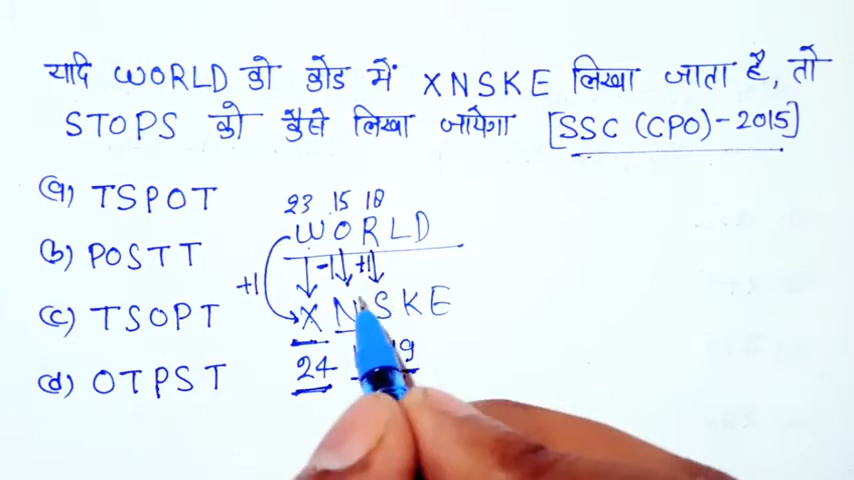 यदि WORLD को कोड में XNSKE लिखा जाता है, तो
STOPS को कैसे लिखा जायेगा [SSC (CPO)-2015]
(a) TSPOT
(b) POSTT
(c) TSOPT
(d) OTPST
23 15 18
WORLD
+1 -1 +1
XNSKE
24 9